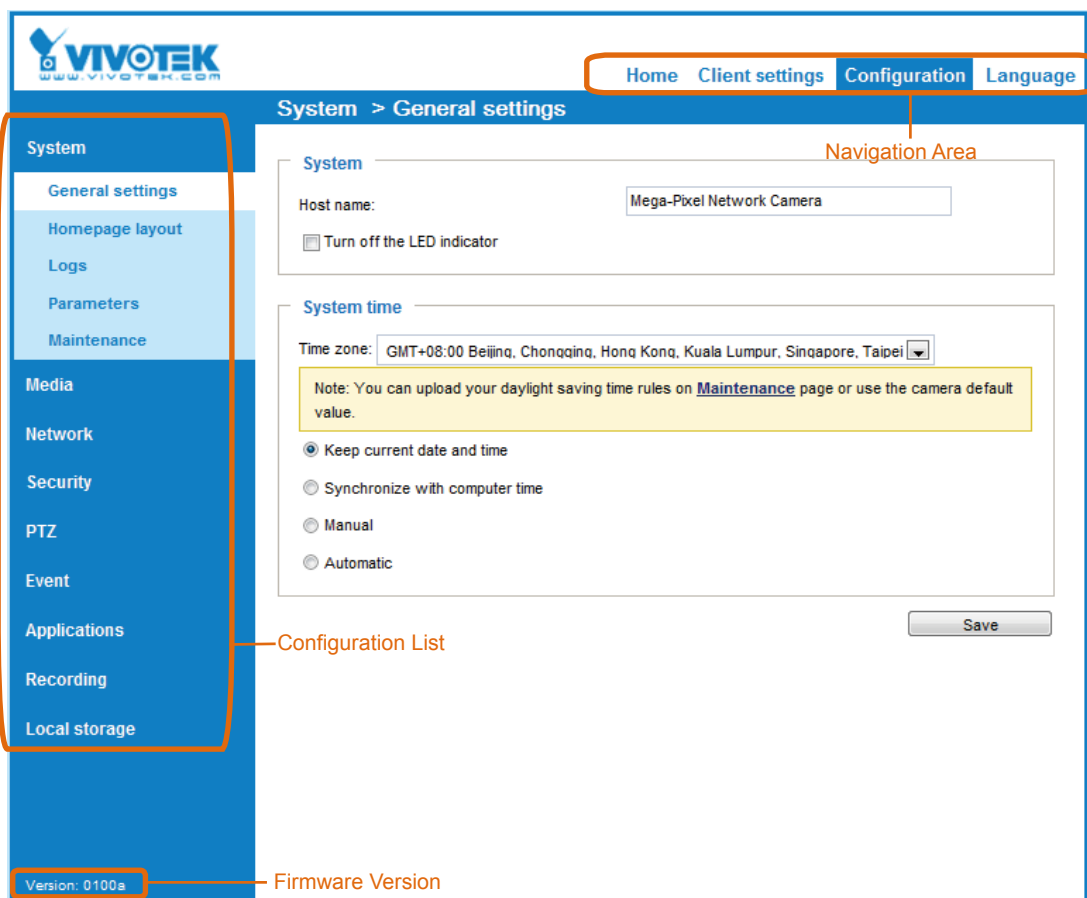 VIVOTEK
www.vivotek.com
Home Client settings Configuration Language
System > General settings
Navigation Area
System
General settings
Homepage layout
Logs
Parameters
Maintenance
Media
Network
Security
PTZ
Event
Applications
Recording
Local storage
Version: 0100a
System
Host name: Mega-Pixel Network Camera
Turn off the LED indicator
System time
Time zone: GMT+08:00 Beijing, Chongqing, Hong Kong, Kuala Lumpur, Singapore, Taipei
Note: You can upload your daylight saving time rules on Maintenance page or use the camera default
value.
Keep current date and time
Synchronize with computer time
Manual
Automatic
Save
Configuration List
Firmware Version